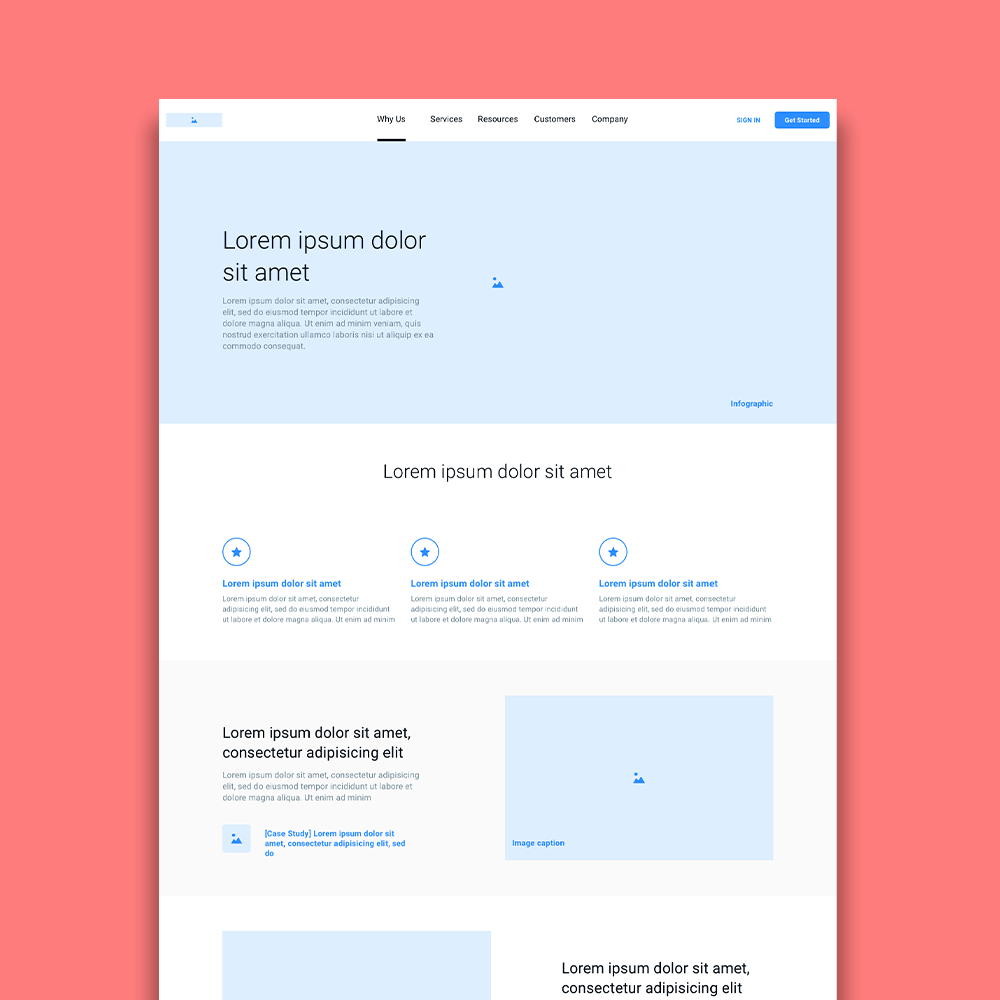 Why Us Services Resources Customers Company SIGN IN Get Started
Lorem ipsum dolor
sit amet
Lorem ipsum dolor sit amet, consectetur adipisicing
elit, sed do eiusmod tempor incididunt ut labore et
dolore magna aliqua. Ut enim ad minim veniam, quis
nostrud exercitation ullamco laboris nisi ut aliquip ex ea
commodo consequat.
Infographic
Lorem ipsum dolor sit amet
Lorem ipsum dolor sit amet
Lorem ipsum dolor sit amet, consectetur
adipisicing elit, sed do eiusmod tempor incididunt
ut labore et dolore magna aliqua. Ut enim ad minim
Lorem ipsum dolor sit amet
Lorem ipsum dolor sit amet, consectetur
adipisicing elit, sed do eiusmod tempor incididunt
ut labore et dolore magna aliqua. Ut enim ad minim
Lorem ipsum dolor sit amet
Lorem ipsum dolor sit amet, consectetur
adipisicing elit, sed do eiusmod tempor incididunt
ut labore et dolore magna aliqua. Ut enim ad minim
Lorem ipsum dolor sit amet,
consectetur adipisicing elit
Lorem ipsum dolor sit amet, consectetur adipisicing
elit, sed do eiusmod tempor incididunt ut labore et
dolore magna aliqua. Ut enim ad minim
[Case Study] Lorem ipsum dolor sit
amet, consectetur adipisicing elit, sed
do
Image caption
Lorem ipsum dolor sit amet,
consectetur adipisicing elit